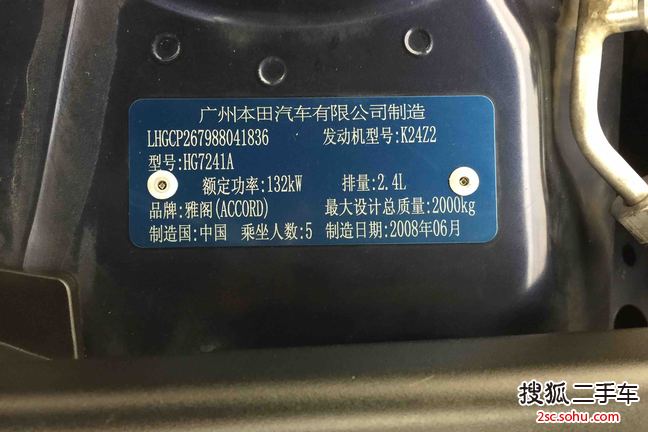 广州本田汽车有限公司制造
LHGCP267988041836 发动机型号:K24Z2
型号:HG7241A
额定功率:132kW 排量:2.4L
品牌:雅阁(ACCORD) 最大设计总质量:2000kg
制造国:中国 乘坐人数:5 制造日期:2008年06月
搜狐二手车
2sc.sohu.com